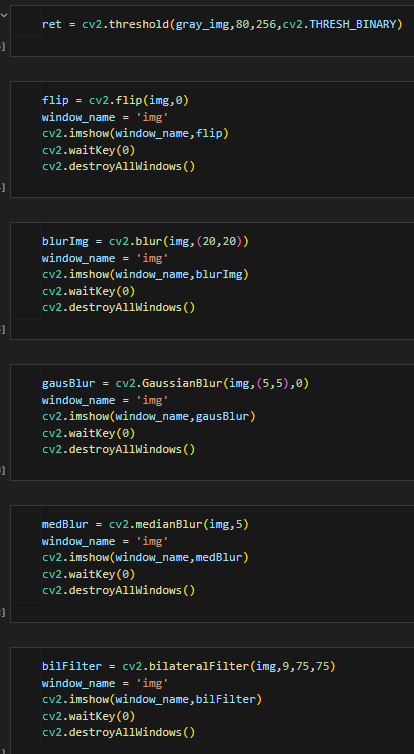 ret = cv2.threshold(gray_img,80,256,cv2.THRESH_BINARY)
flip = cv2.flip(img,0)
window_name = 'img'
cv2.imshow(window_name,flip)
cv2.waitKey(0)
cv2.destroyAllWindows()
blurImg = cv2.blur(img,(20,20))
window_name = 'img'
cv2.imshow(window_name,blurImg)
cv2.waitKey(0)
cv2.destroyAllWindows()
gausBlur = cv2.GaussianBlur(img,(5,5),0)
window_name = 'img'
cv2.imshow(window_name,gausBlur)
cv2.waitKey(0)
cv2.destroyAllWindows()
medBlur = cv2.medianBlur(img,5)
window_name = 'img'
cv2.imshow(window_name,medBlur)
cv2.waitKey(0)
cv2.destroyAllWindows()
bilFilter = cv2.bilateralFilter(img,9,75,75)
window_name = 'img'
cv2.imshow(window_name,bilFilter)
cv2.waitKey(0)
cv2.destroyAllWindows()